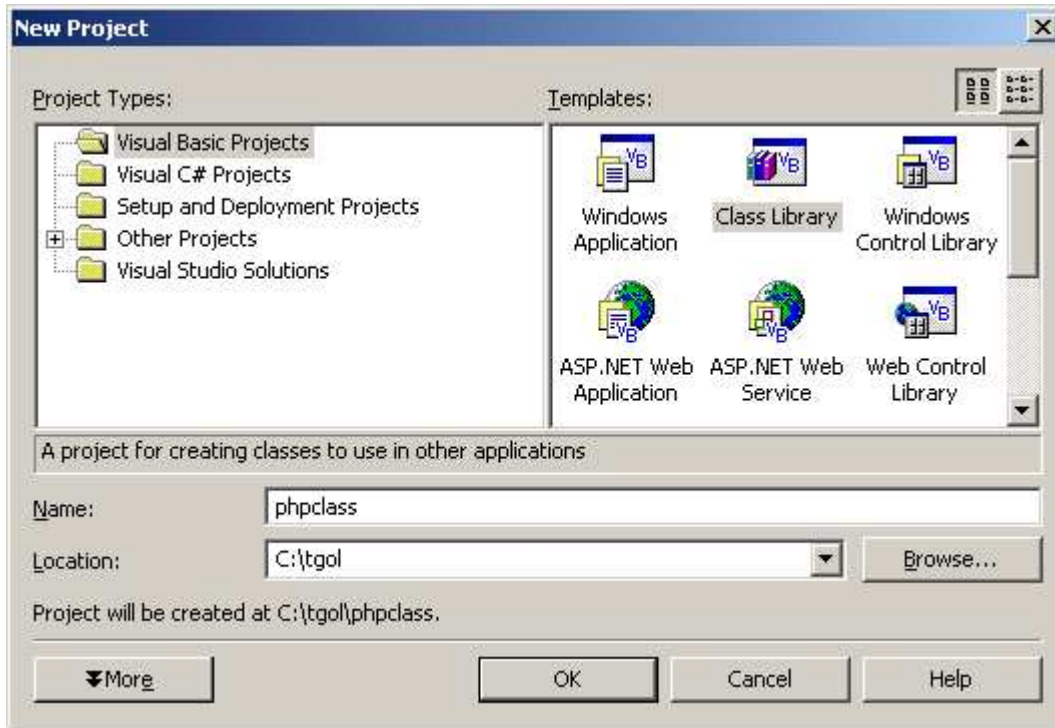 New Project
Project Types:
Templates:
Visual Basic Projects
Visual C# Projects
Setup and Deployment Projects
Other Projects
Visual Studio Solutions
Windows
Application
Class Library
Windows
Control Library
ASP.NET Web
Application
ASP.NET Web
Service
Web Control
Library
A project for creating classes to use in other applications
Name:
phpclass
Location:
C:\tgol
Browse...
Project will be created at C:\tgol\phpclass.
More
OK
Cancel
Help